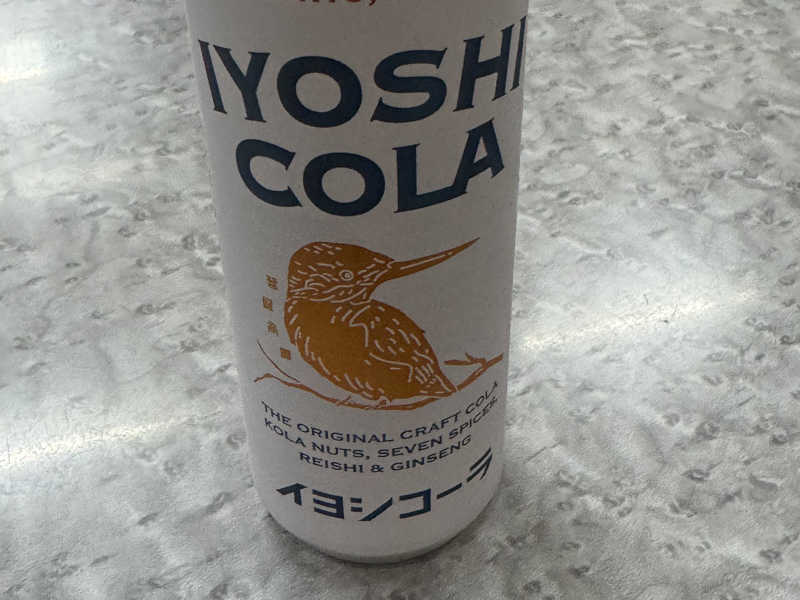 IYOSHI
COLA
THE ORIGINAL CRAFT COLA
KOLA NUTS, SEVEN SPICES,
REISHI & GINSENG
イヨシコーラ